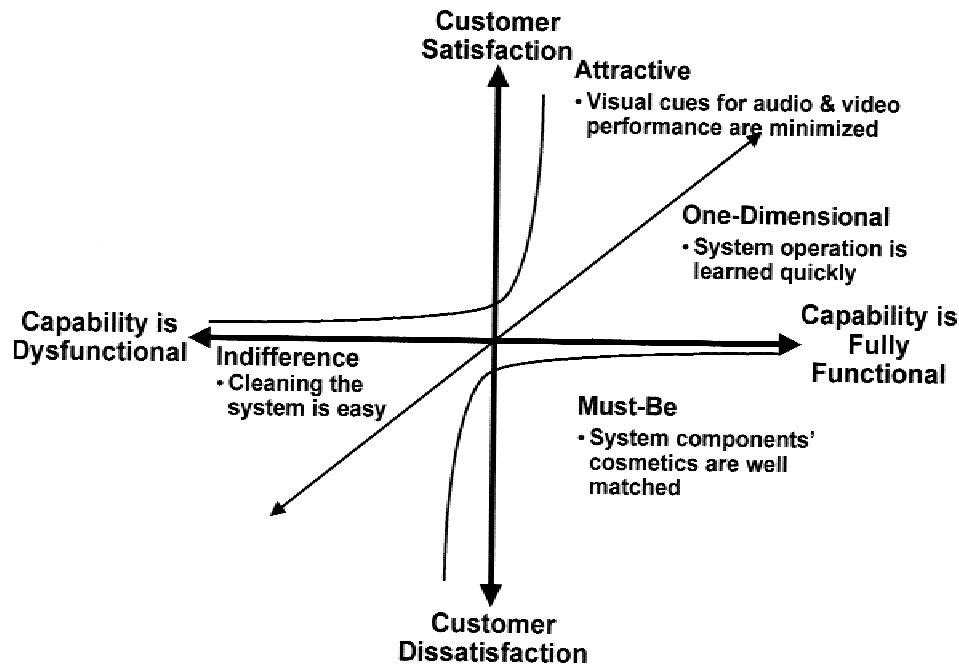 Customer
Satisfaction
Attractive
• Visual cues for audio & video
performance are minimized
One-Dimensional
• System operation is
learned quickly
Capability is
Dysfunctional
Capability is
Fully
Functional
Indifference
• Cleaning the
system is easy
Must-Be
• System components'
cosmetics are well
matched
Customer
Dissatisfaction